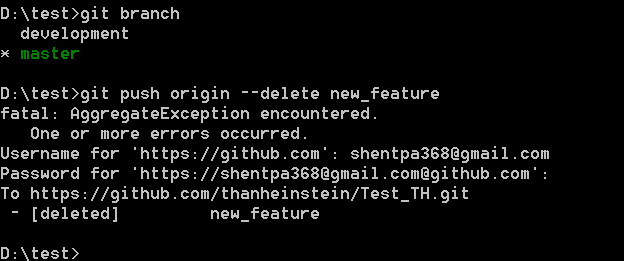 D:\test>git branch
  development
* master
D:\test>git push origin --delete new_feature
fatal: AggregateException encountered.
   One or more errors occurred.
Username for 'https://github.com': shentpa368@gmail.com
Password for 'https://shentpa368@gmail.com@github.com':
To https://github.com/thanheinstein/Test_TH.git
 - [deleted]         new_feature
D:\test>